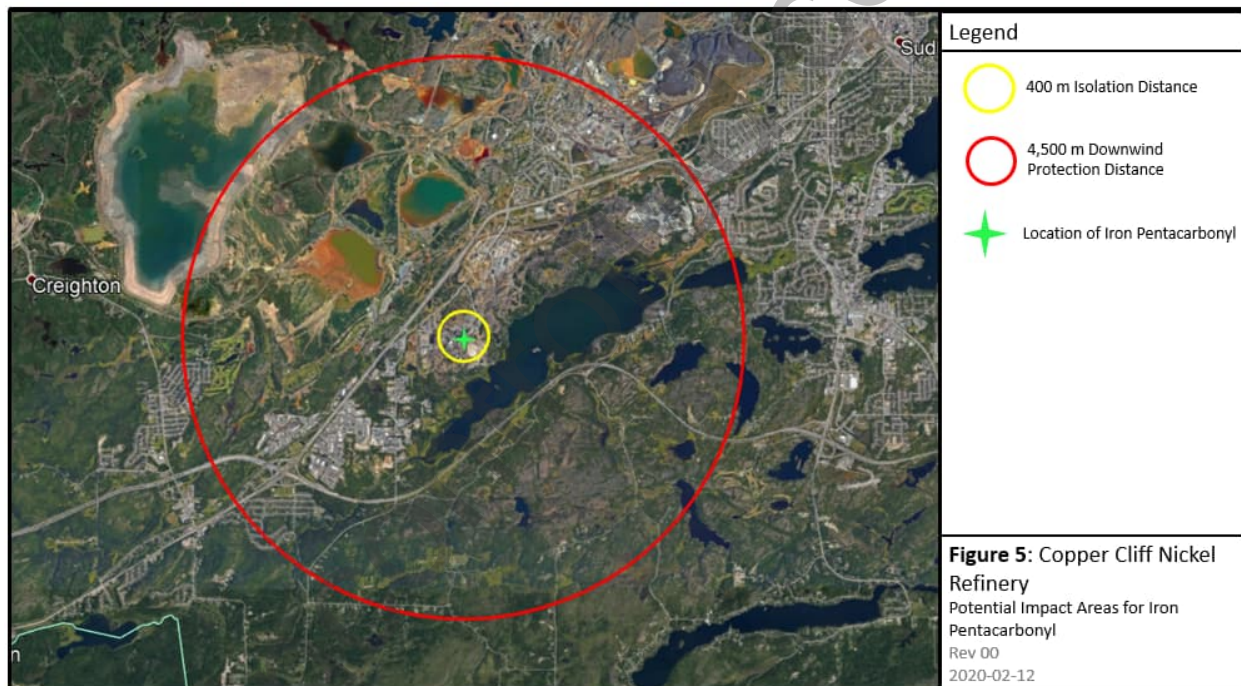 Sud
Creighton
n
Legend
400 m Isolation Distance
4,500 m Downwind
Protection Distance
Location of Iron Pentacarbonyl
Figure 5: Copper Cliff Nickel
Refinery
Potential Impact Areas for Iron
Pentacarbonyl
Rev 00
2020-02-12